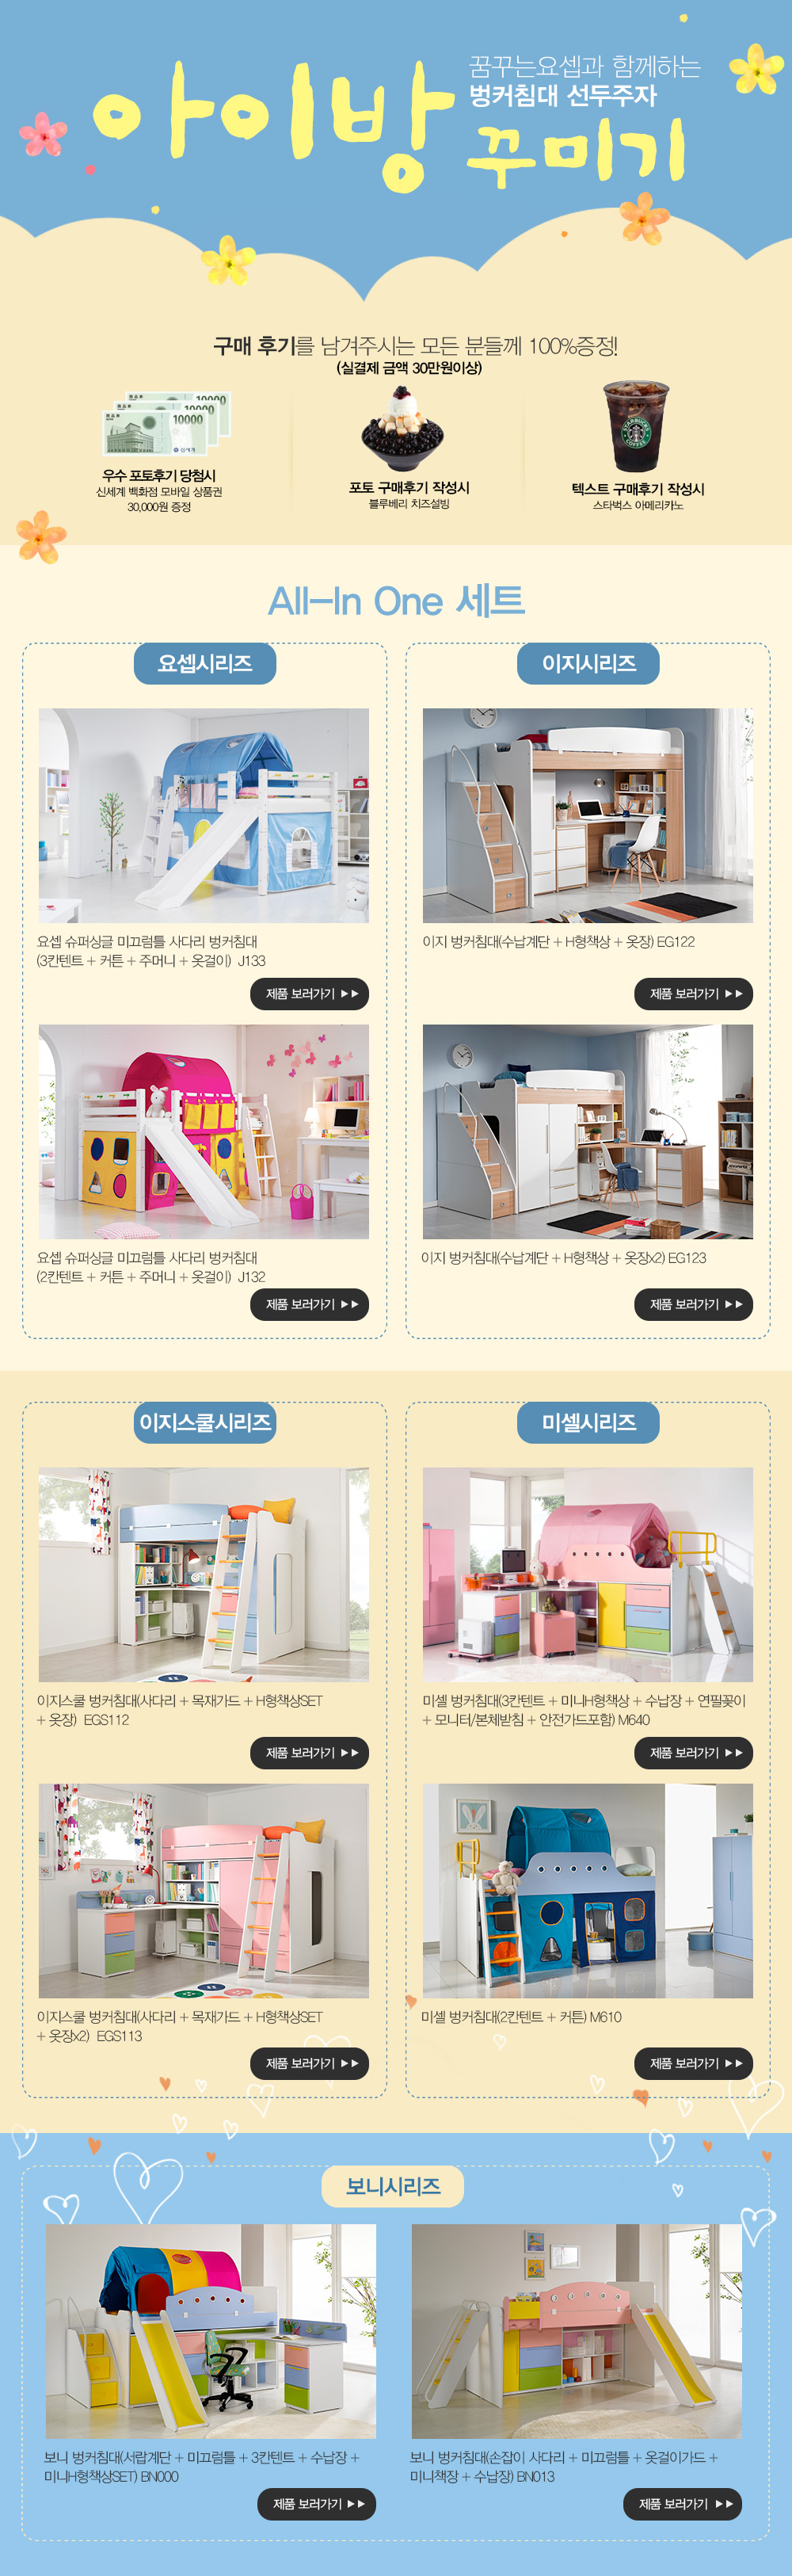 꿈꾸는요셉과 함께하는
벙커침대 선두주자
아이방 꾸미기
구매 후기를 남겨주시는 모든 분들께 100%증정!
(실결제 금액 30만원이상)
10000
10000
10000
우수 포토후기 당첨시
신세계 백화점 모바일 상품권
30,000원 증정
포토 구매후기 작성시
블루베리 치즈설빙
STARBUCKS
COFFEE
텍스트 구매후기 작성시
스타벅스 아메리카노
All-In One 세트
요셉시리즈
요셉 슈퍼싱글 미끄럼틀 사다리 벙커침대
(3칸텐트 + 커튼 + 주머니 + 옷걸이) J133
제품 보러가기 ▶▶
요셉 슈퍼싱글 미끄럼틀 사다리 벙커침대
(2칸텐트 + 커튼 + 주머니 + 옷걸이) J132
제품 보러가기 ▶▶
이지시리즈
이지 벙커침대(수납계단 + H형책상 + 옷장) EG122
제품 보러가기 ▶▶
이지 벙커침대(수납계단 + H형책상 + 옷장x2) EG123
제품 보러가기 ▶▶
이지스쿨시리즈
이지스쿨 벙커침대(사다리 + 목재가드 + H형책상SET
+ 옷장) EGS112
제품 보러가기 ▶▶
이지스쿨 벙커침대(사다리 + 목재가드 + H형책상SET
+ 옷장x2) EGS113
제품 보러가기 ▶▶
미셀시리즈
미셀 벙커침대(3칸텐트 + 미니H형책상 + 수납장 + 연필꽂이
+ 모니터/본체받침 + 안전가드포함) M640
제품 보러가기 ▶▶
미셀 벙커침대(2칸텐트 + 커튼) M610
제품 보러가기 ▶▶
보니시리즈
보니 벙커침대(서랍계단 + 미끄럼틀 + 3칸텐트 + 수납장 +
미니H형책상SET) BN000
제품 보러가기 ▶▶
보니 벙커침대(손잡이 사다리 + 미끄럼틀 + 옷걸이가드 +
미니책장 + 수납장) BN013
제품 보러가기 ▶▶